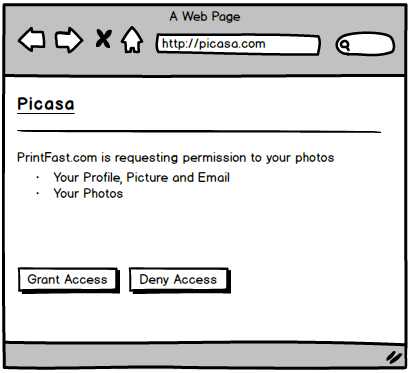 A Web Page
http://picasa.com
Picasa
PrintFast.com is requesting permission to your photos
· Your Profile, Picture and Email
· Your Photos
Grant Access Deny Access